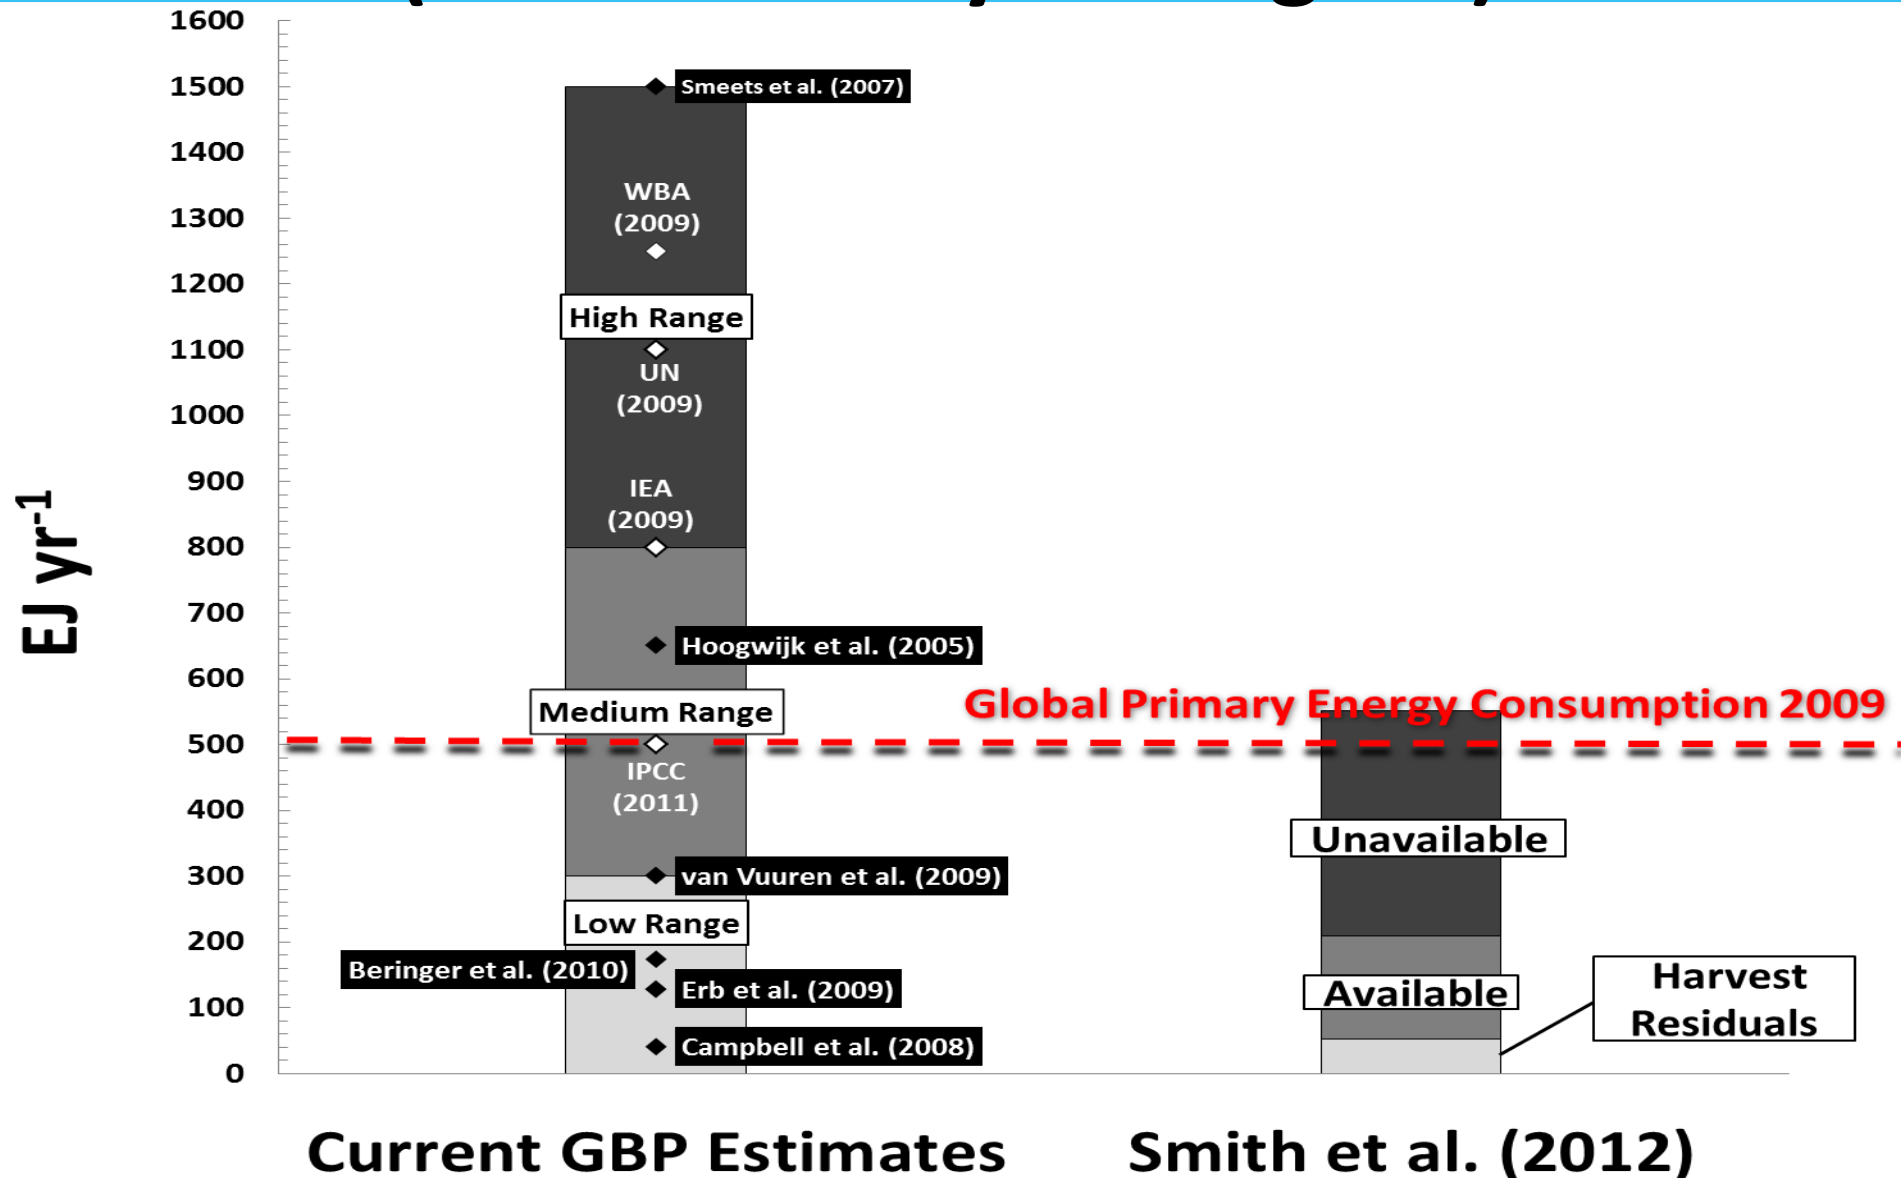 1600
1500
1400
1300
1200
1100
1000
900
800
700
600
500
400
300
200
100
0
EJ yr-1
Smeets et al. (2007)
WBA
(2009)
High Range
UN
(2009)
IEA
(2009)
Hoogwijk et al. (2005)
Medium Range
Global Primary Energy Consumption 2009
IPCC
(2011)
van Vuuren et al. (2009)
Low Range
Beringer et al. (2010)
Erb et al. (2009)
Campbell et al. (2008)
Unavailable
Available
Harvest
Residuals
Current GBP Estimates
Smith et al. (2012)